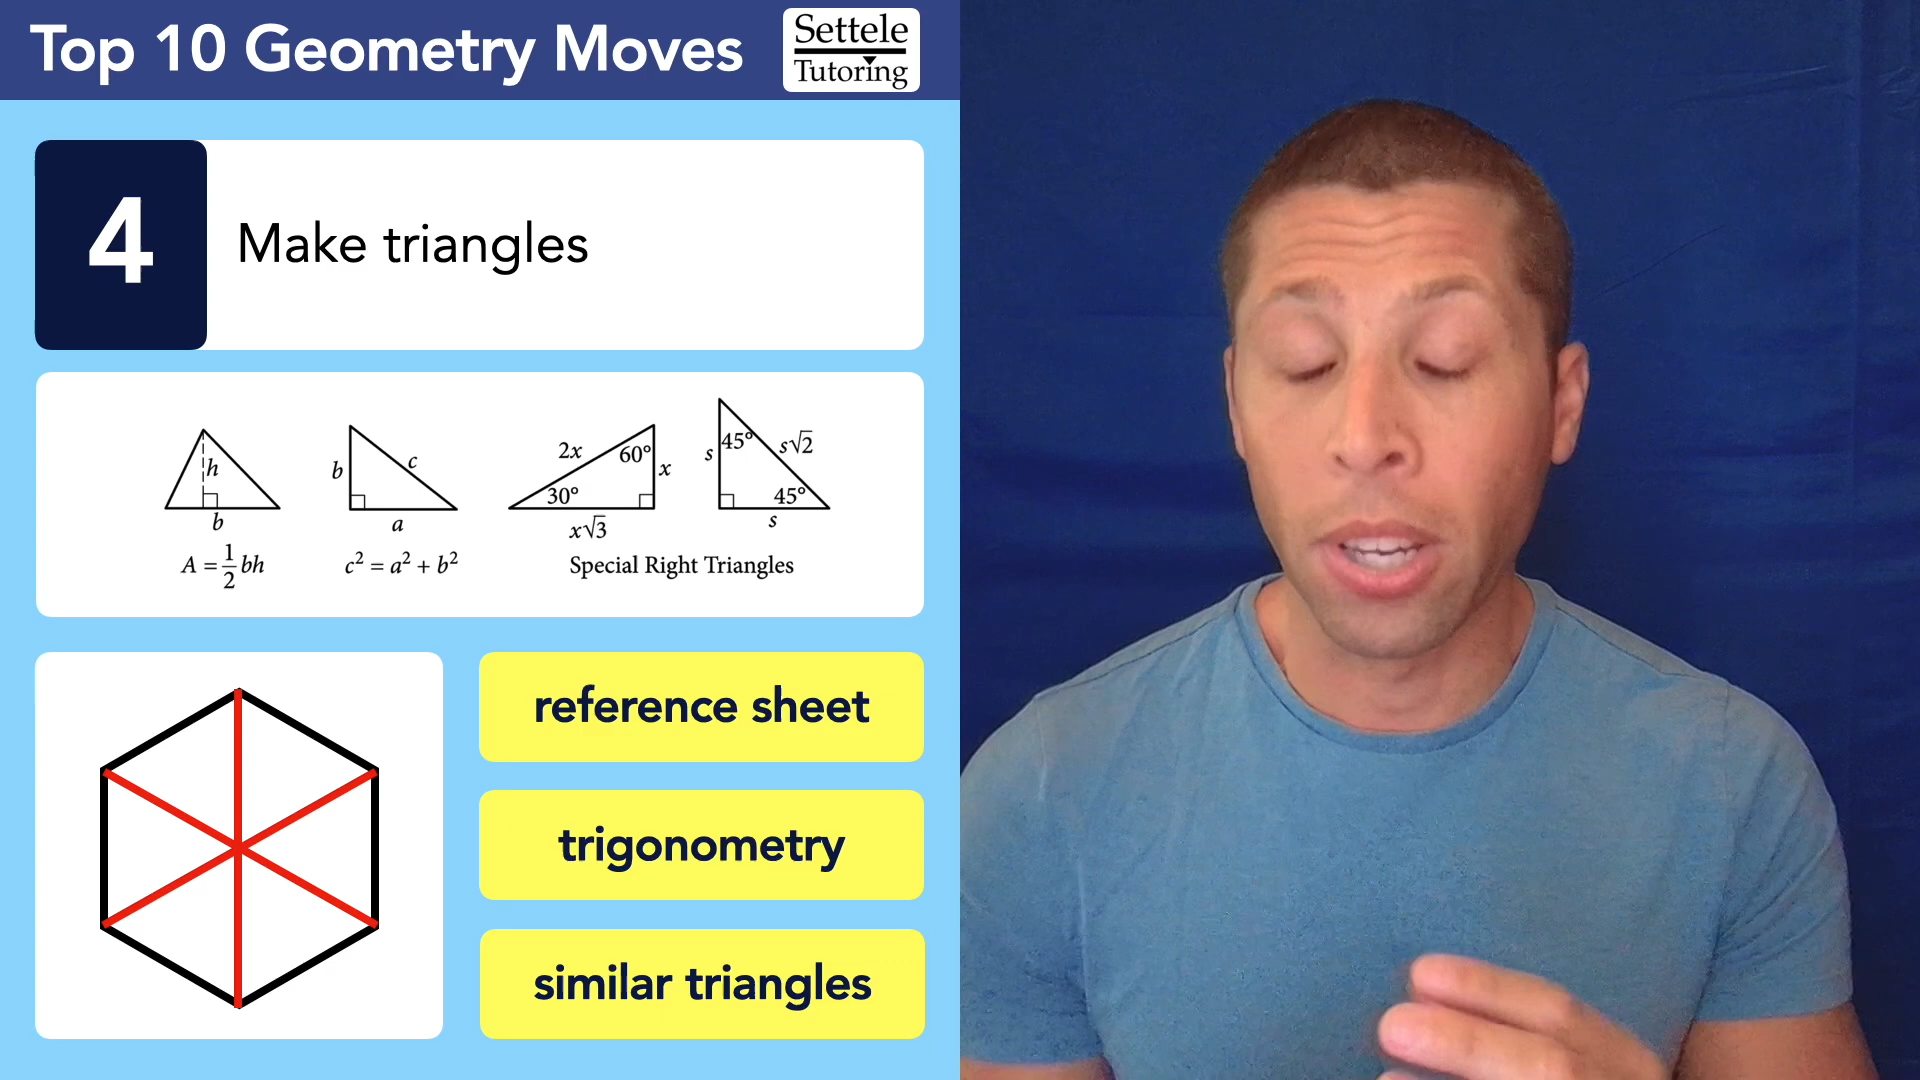 Top 10 Geometry Moves
Settele
Tutoring
4
Make triangles
h
b
A = 1/2 bh
b
c
a
c² = a² + b²
2x
60°
x
30°
x√3
45°
s
s√2
45°
s
Special Right Triangles
reference sheet
trigonometry
similar triangles